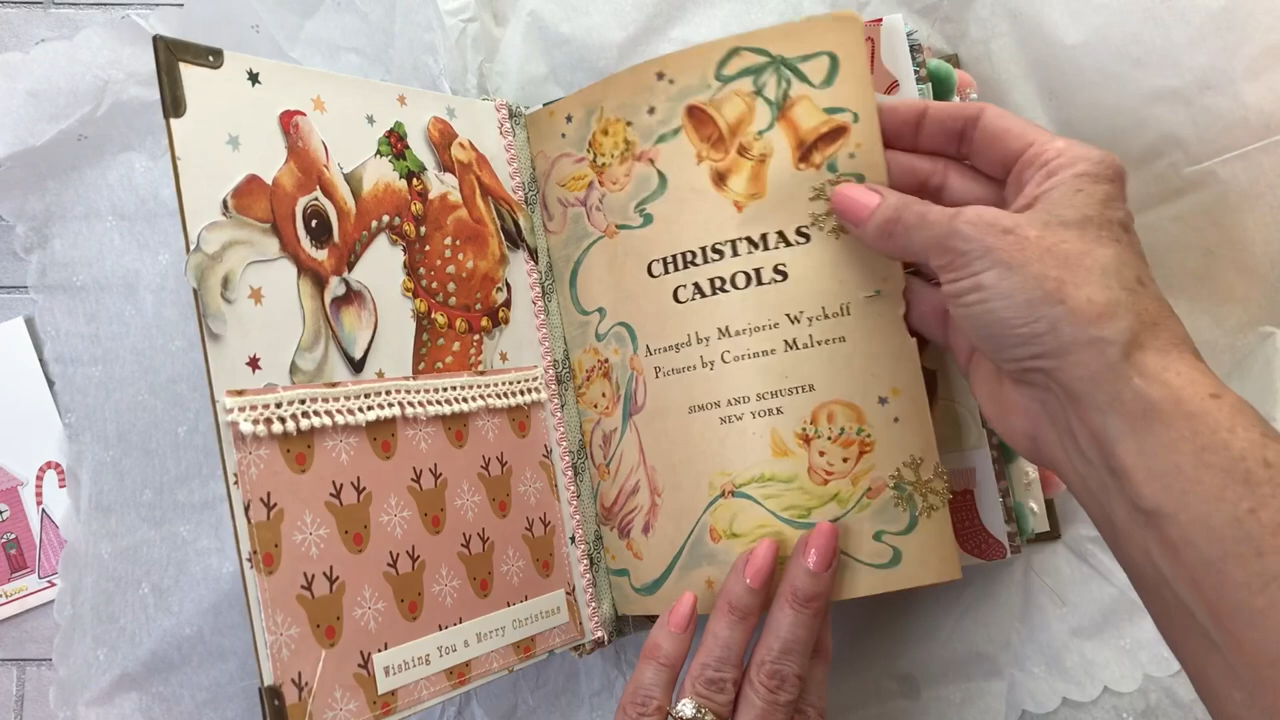 Wishing You a Merry Christmas
CHRISTMAS
CAROLS
Arranged by Marjorie Wyckoff
Pictures by Corinne Malvern
SIMON AND SCHUSTER
NEW YORK